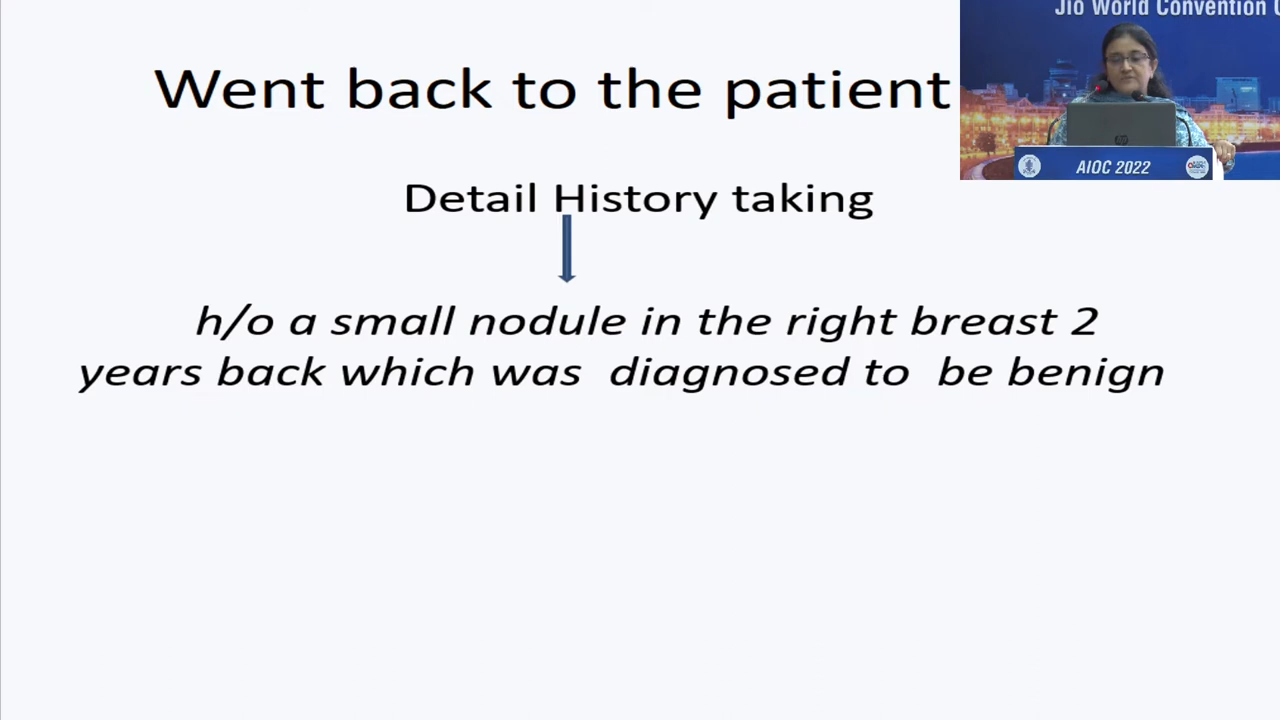 Jio World Convention
Went back to the patient
Detail History taking
h/o a small nodule in the right breast 2
years back which was diagnosed to be benign
hp
AIOC 2022